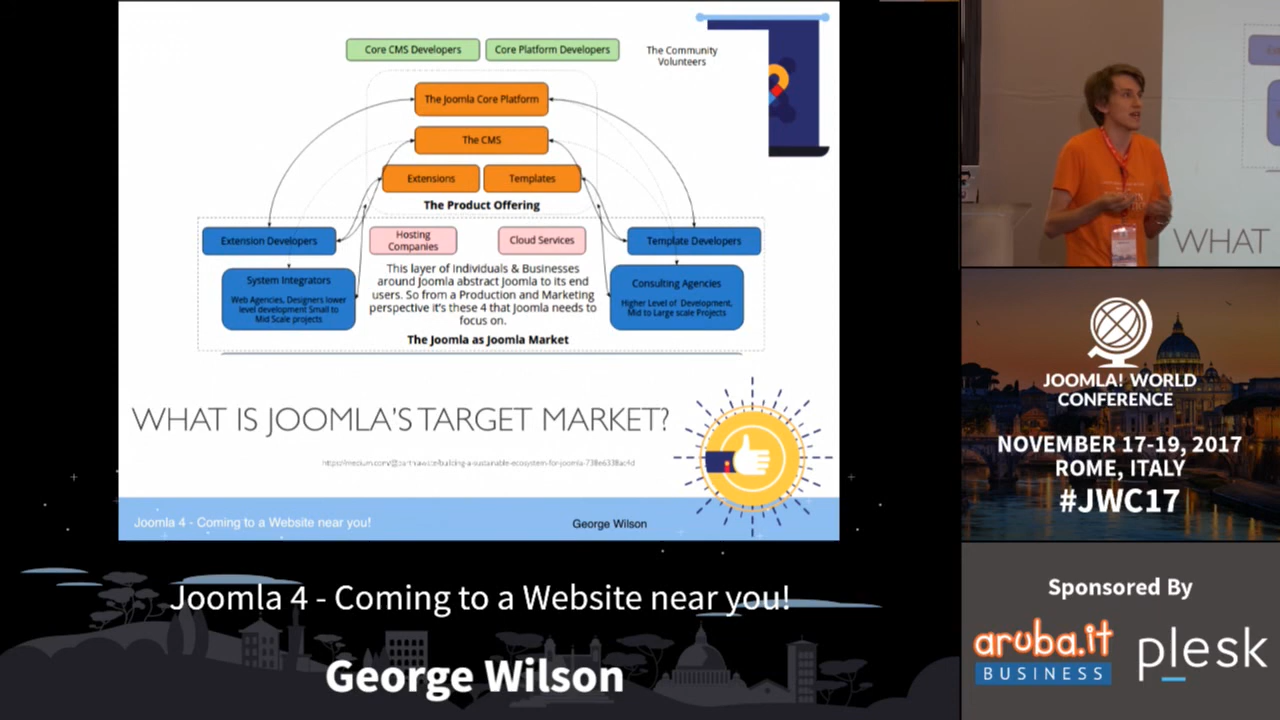 Core CMS Developers
Core Platform Developers
The Community
Volunteers
The Joomla Core Platform
The CMS
Extensions
Templates
The Product Offering
Extension Developers
Hosting
Companies
Cloud Services
Template Developers
System Integrators
Web Agencies, Designers lower
level development Small to
Mid Scale projects
This layer of Individuals & Businesses
around Joomla abstract Joomla to its end
users. So from a Production and Marketing
perspective it's these 4 that Joomla needs to
focus on.
Consulting Agencies
Higher Level of Development,
Mid to Large scale Projects
The Joomla as Joomla Market
WHAT IS JOOMLA'S TARGET MARKET?
Joomla 4 - Coming to a Website near you!
George Wilson
Joomla 4 - Coming to a Website near you!
George Wilson
WHAT
JOOMLA! WORLD
CONFERENCE
NOVEMBER 17-19, 2017
ROME, ITALY
#JWC17
Sponsored By
aruba.it
BUSINESS
plesk